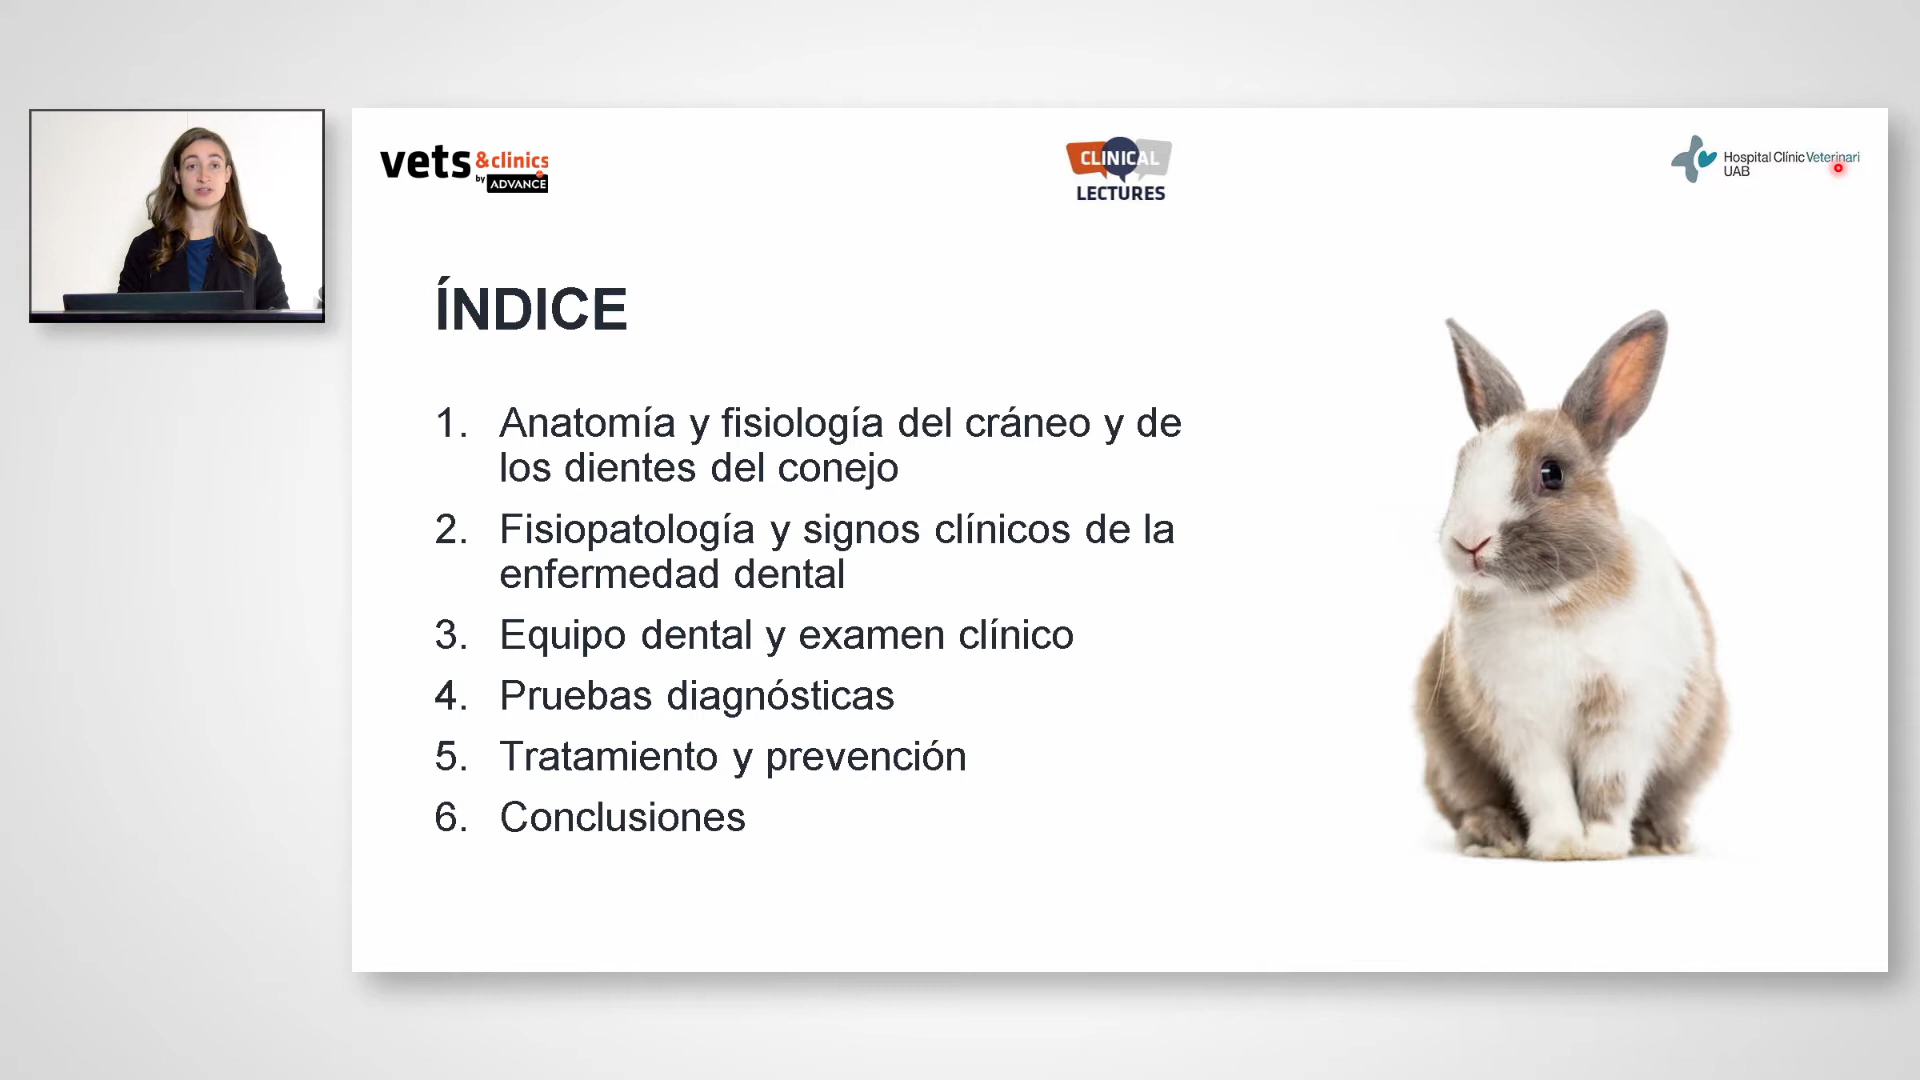 vets &clinics
by ADVANCE
CLINICAL
LECTURES
Hospital Clínic Veterinari
UAB
ÍNDICE
1. Anatomía y fisiología del cráneo y de
los dientes del conejo
2. Fisiopatología y signos clínicos de la
enfermedad dental
3. Equipo dental y examen clínico
4. Pruebas diagnósticas
5. Tratamiento y prevención
6. Conclusiones